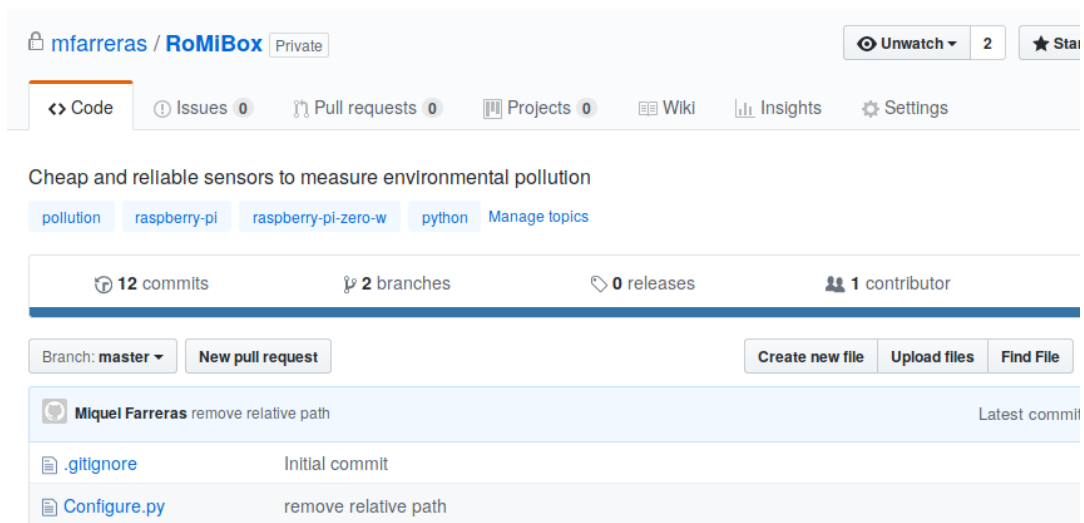 mfarreras / RoMiBox Private Unwatch 2
Code Issues 0 Pull requests 0 Projects 0 Wiki Insights Settings
Cheap and reliable sensors to measure environmental pollution
pollution raspberry-pi raspberry-pi-zero-w python Manage topics
12 commits 2 branches 0 releases 1 contributor
Branch: master New pull request Create new file Upload files Find File
Miquel Farreras remove relative path Latest commit
.gitignore Initial commit
Configure.py remove relative path